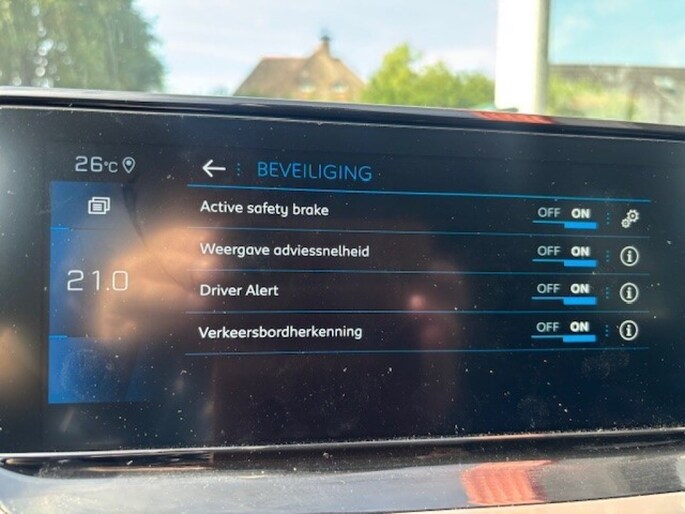 26°C
← BEVEILIGING
Active safety brake OFF ON
Weergave adviessnelheid OFF ON
21.0
Driver Alert OFF ON
Verkeersbordherkenning OFF ON